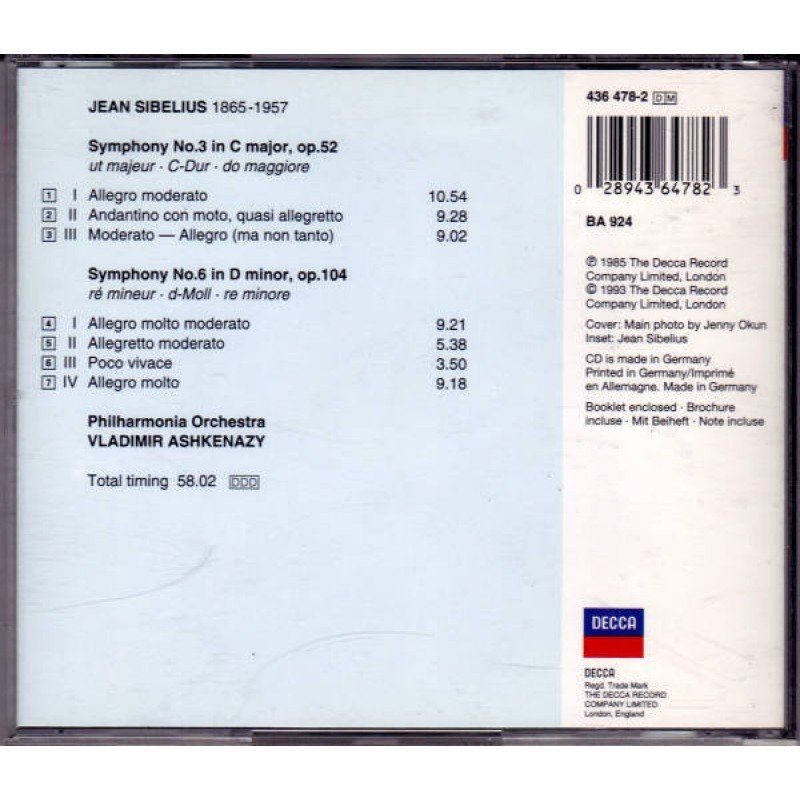 JEAN SIBELIUS 1865-1957
Symphony No.3 in C major, op.52
ut majeur · C-Dur · do maggiore
1 I Allegro moderato 10.54
2 II Andantino con moto, quasi allegretto 9.28
3 III Moderato — Allegro (ma non tanto) 9.02
Symphony No.6 in D minor, op.104
ré mineur · d-Moll · re minore
4 I Allegro molto moderato 9.21
5 II Allegretto moderato 5.38
6 III Poco vivace 3.50
7 IV Allegro molto 9.18
Philharmonia Orchestra
VLADIMIR ASHKENAZY
Total timing 58.02 DDD
436 478-2 DM
0 28943 64782 3
BA 924
℗ 1985 The Decca Record
Company Limited, London
© 1993 The Decca Record
Company Limited, London
Cover: Main photo by Jenny Okun
Inset: Jean Sibelius
CD is made in Germany
Printed in Germany/Imprimé
en Allemagne. Made in Germany
Booklet enclosed · Brochure
incluse · Mit Beiheft · Note incluse
DECCA
DECCA
Regd. Trade Mark
THE DECCA RECORD
COMPANY LIMITED
London, England